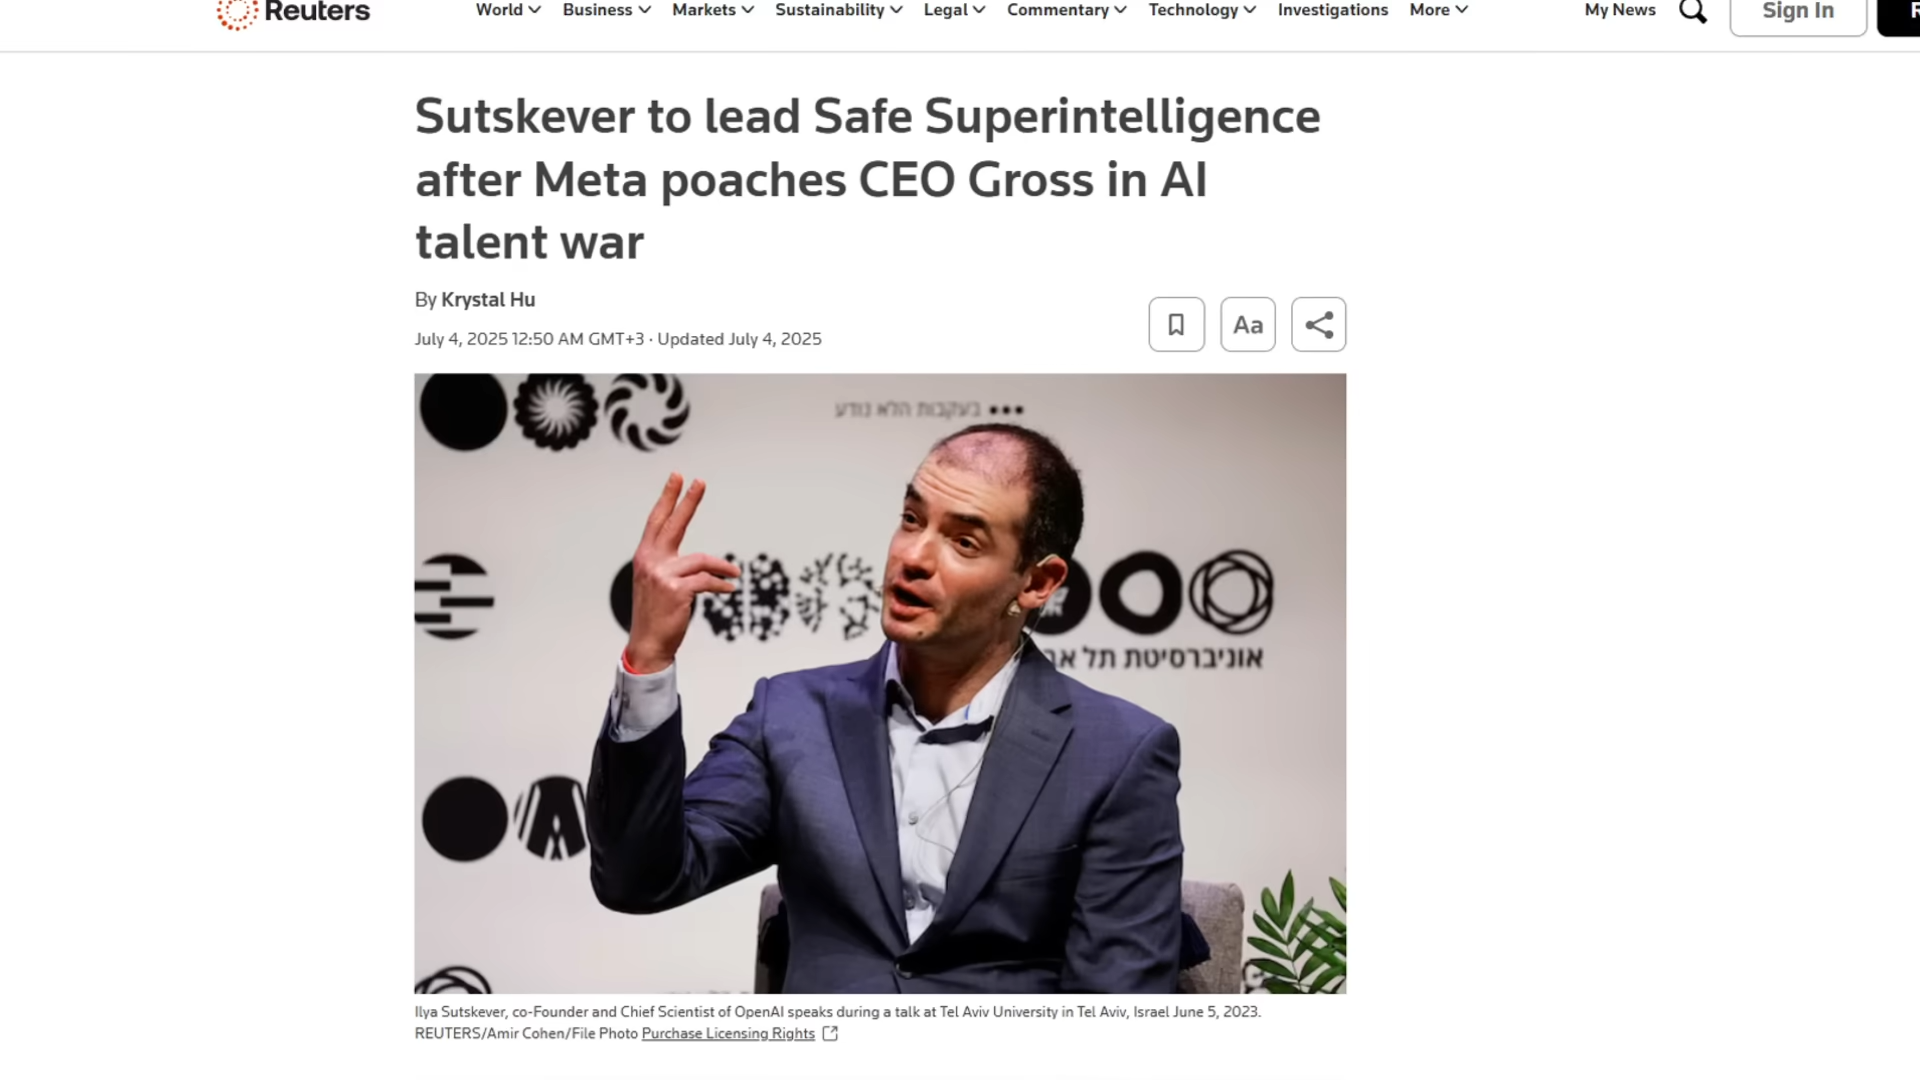 Reuters
World
Business
Markets
Sustainability
Legal
Commentary
Technology
Investigations
More
My News
Sign In
Sutskever to lead Safe Superintelligence
after Meta poaches CEO Gross in AI
talent war
By Krystal Hu
July 4, 2025 12:50 AM GMT+3 · Updated July 4, 2025
Aa
בעקבות הלא נודע
אוניברסיטת תל
Ilya Sutskever, co-Founder and Chief Scientist of OpenAI speaks during a talk at Tel Aviv University in Tel Aviv, Israel June 5, 2023.
REUTERS/Amir Cohen/File Photo Purchase Licensing Rights